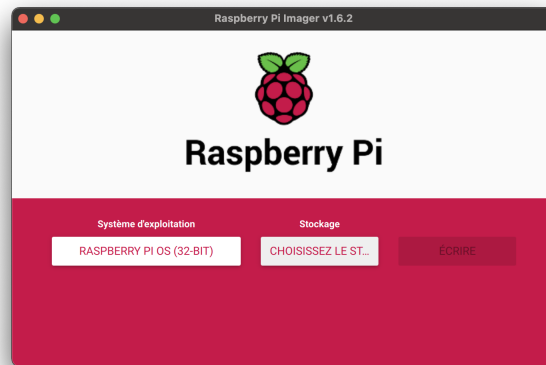 Raspberry Pi Imager v1.6.2
Raspberry Pi
Système d'exploitation
Stockage
RASPBERRY PI OS (32-BIT)
CHOISISSEZ LE ST...
ÉCRIRE